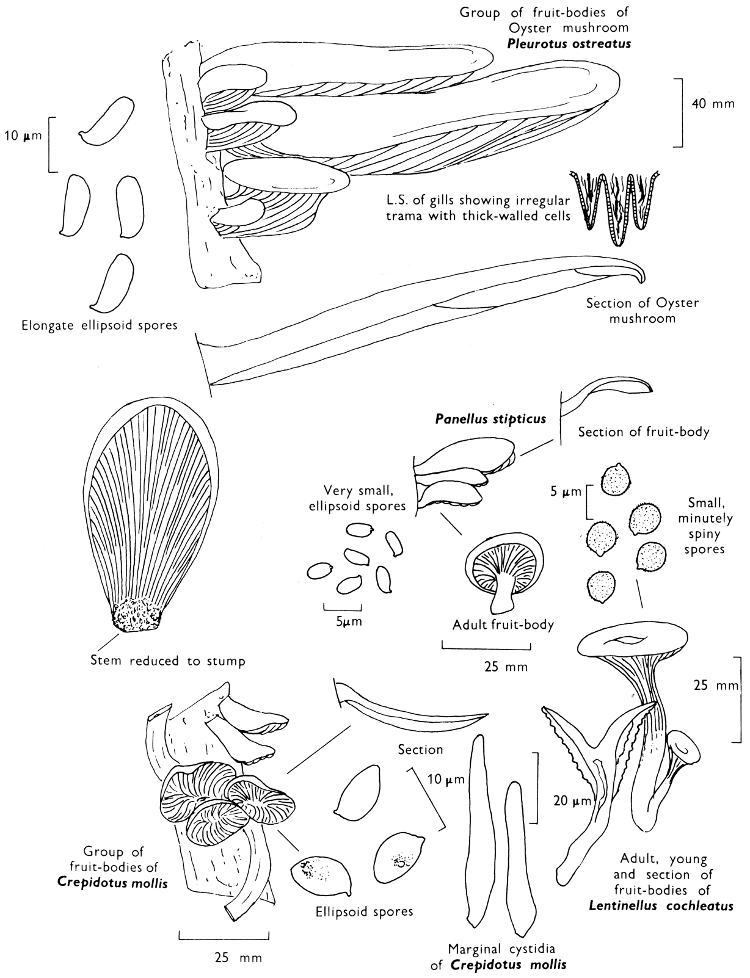 Group of fruit-bodies of
Oyster mushroom
Pleurotus ostreatus
10 μm
40 mm
L.S. of gills showing irregular
trama with thick-walled cells
Elongate ellipsoid spores
Section of Oyster
mushroom
Panellus stipticus
Section of fruit-body
Very small,
ellipsoid spores
5 μm
Small,
minutely
spiny
spores
5μm
Adult fruit-body
25 mm
Stem reduced to stump
25 mm
Section
10 μm
20 μm
Group of
fruit-bodies of
Crepidotus mollis
Ellipsoid spores
Adult, young
and section of
fruit-bodies of
Lentinellus cochleatus
25 mm
Marginal cystidia
of Crepidotus mollis